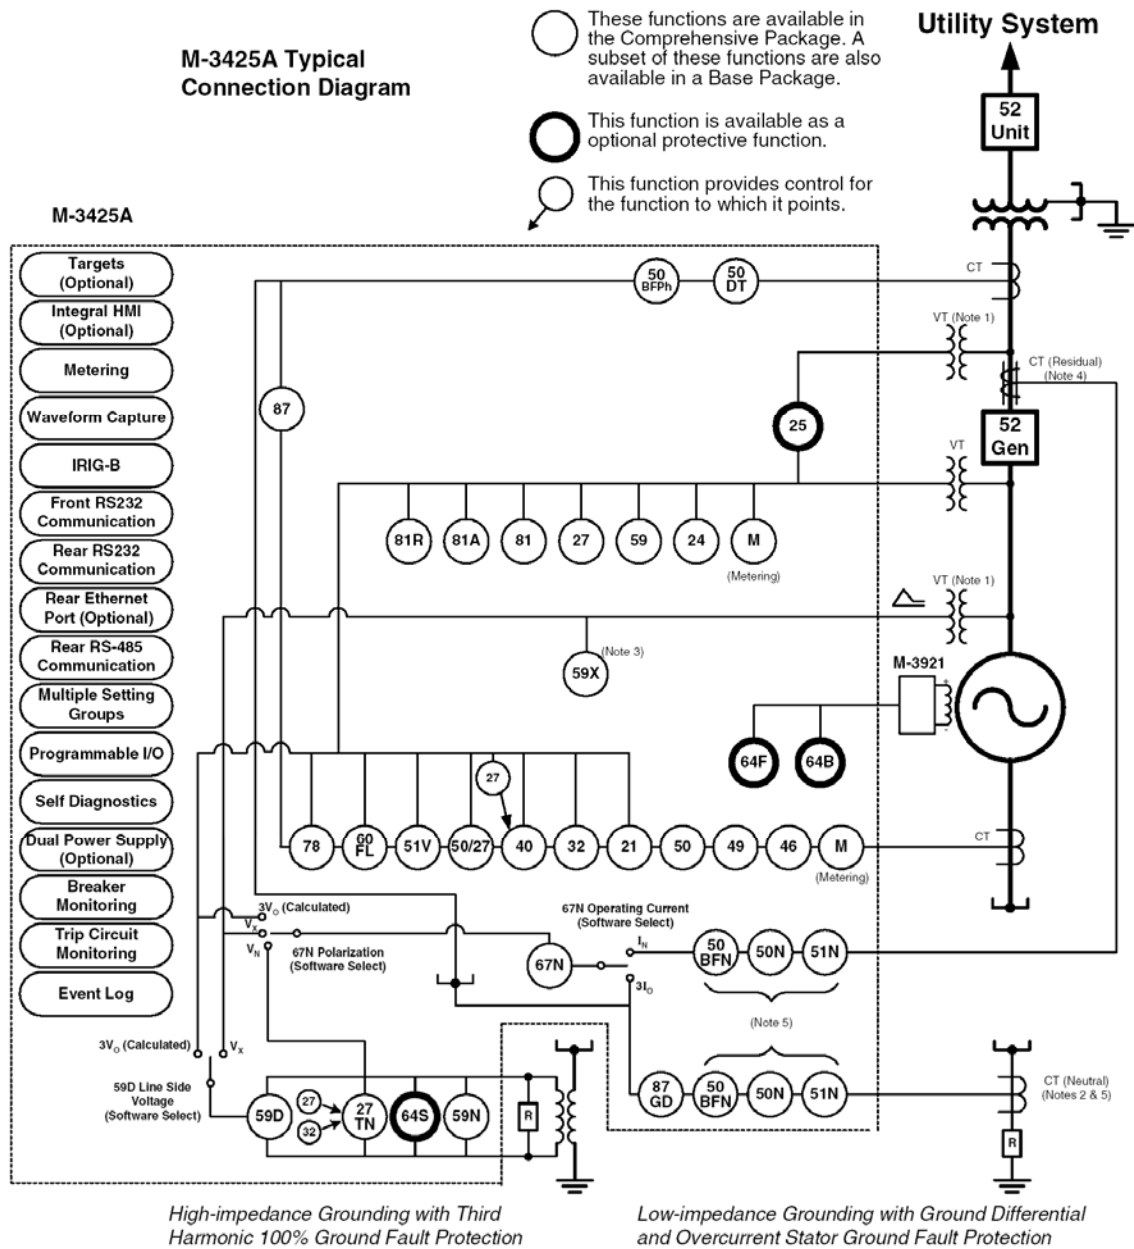 These functions are available in
the Comprehensive Package. A
subset of these functions are also
available in a Base Package.
Utility System
M-3425A Typical
Connection Diagram
52
Unit
This function is available as a
optional protective function.
This function provides control for
the function to which it points.
M-3425A
Targets
(Optional)
Integral HMI
(Optional)
Metering
Waveform Capture
IRIG-B
Front RS232
Communication
Rear RS232
Communication
Rear Ethernet
Port (Optional)
Rear RS-485
Communication
Multiple Setting
Groups
Programmable I/O
Self Diagnostics
Dual Power Supply
(Optional)
Breaker
Monitoring
Trip Circuit
Monitoring
Event Log
50
BFPh
50
DT
CT
VT (Note 1)
CT (Residual)
(Note 4)
87
25
52
Gen
VT
81R
81A
81
27
59
24
M
(Metering)
VT (Note 1)
59X
(Note 3)
M-3921
+
-
64F
64B
27
78
60
FL
51V
50/27
40
32
21
50
49
46
M
(Metering)
CT
3VO (Calculated)
VX
VN
67N Polarization
(Software Select)
67N Operating Current
(Software Select)
67N
IN
3IO
50
BFN
50N
51N
(Note 5)
87
GD
50
BFN
50N
51N
CT (Neutral)
(Notes 2 & 5)
R
3VO (Calculated)
VX
59D Line Side
Voltage
(Software Select)
59D
27
32
27
TN
64S
59N
R
High-impedance Grounding with Third
Harmonic 100% Ground Fault Protection
Low-impedance Grounding with Ground Differential
and Overcurrent Stator Ground Fault Protection